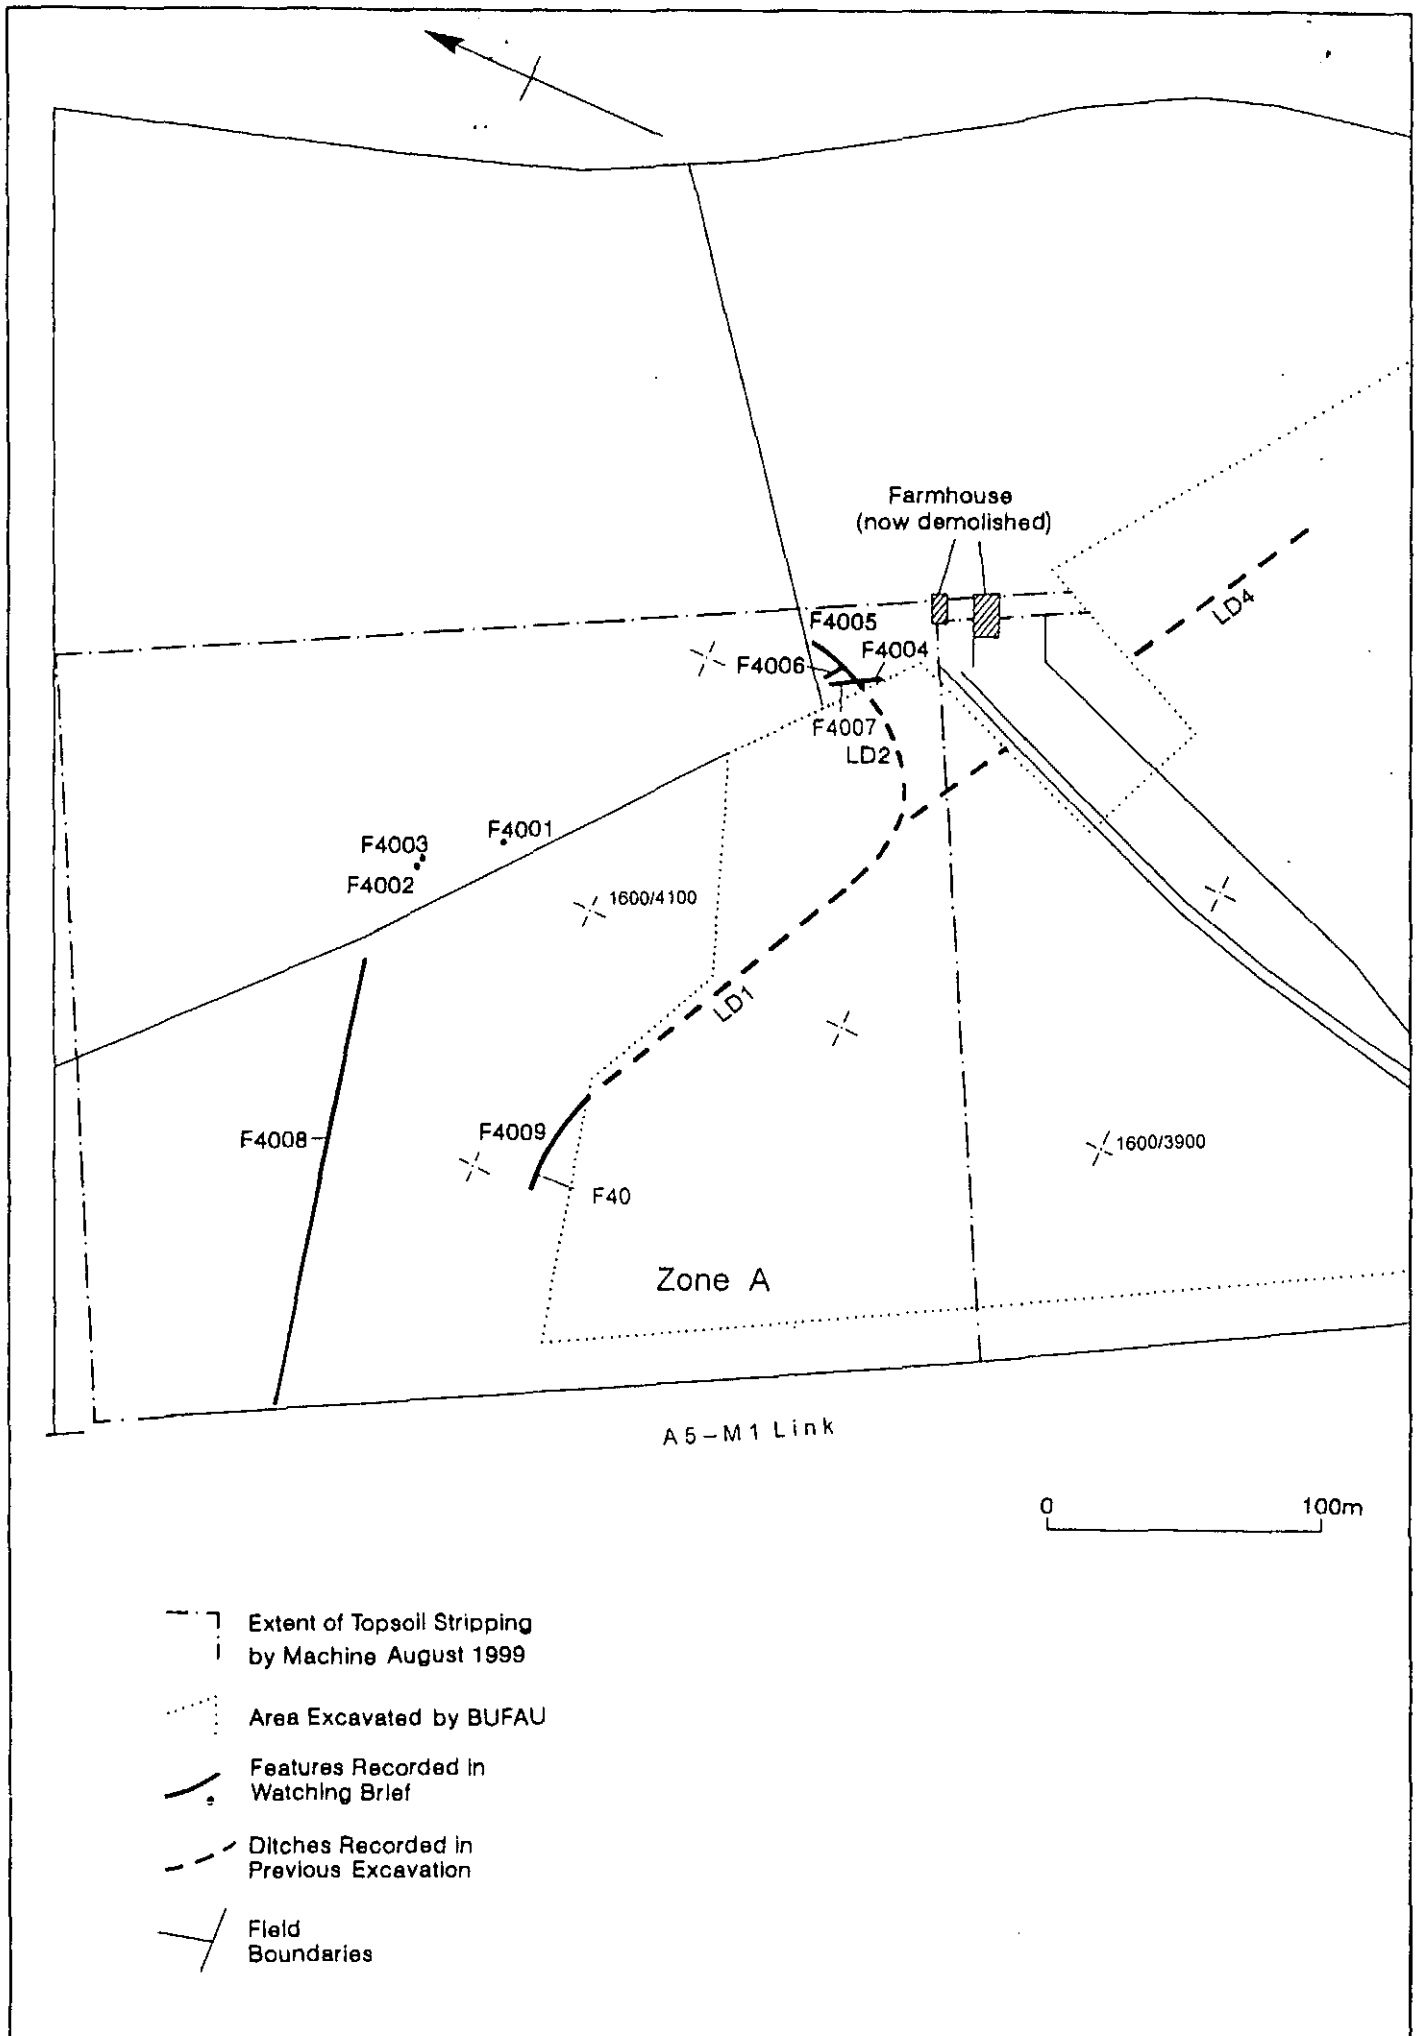 Farmhouse
(now demolished)
LD4
F4005
F4004
F4006
F4007
LD2
F4001
F4003
F4002
1600/4100
LD1
F4008
F4009
F40
1600/3900
Zone A
A5-M1 Link
0 100m
Extent of Topsoil Stripping
by Machine August 1999
Area Excavated by BUFAU
Features Recorded in
Watching Brief
Ditches Recorded in
Previous Excavation
Field
Boundaries